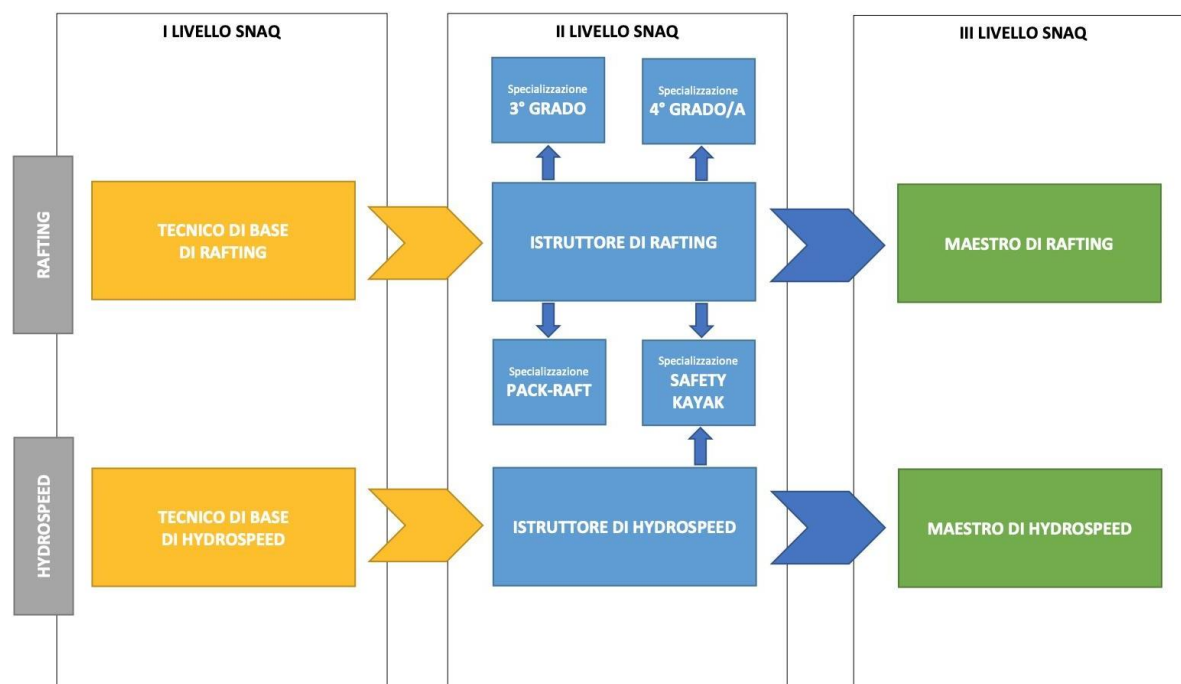 I LIVELLO SNAQ
II LIVELLO SNAQ
III LIVELLO SNAQ
Specializzazione
3° GRADO
Specializzazione
4° GRADO/A
RAFTING
TECNICO DI BASE
DI RAFTING
ISTRUTTORE DI RAFTING
MAESTRO DI RAFTING
Specializzazione
PACK-RAFT
Specializzazione
SAFETY
KAYAK
HYDROSPEED
TECNICO DI BASE
DI HYDROSPEED
ISTRUTTORE DI HYDROSPEED
MAESTRO DI HYDROSPEED